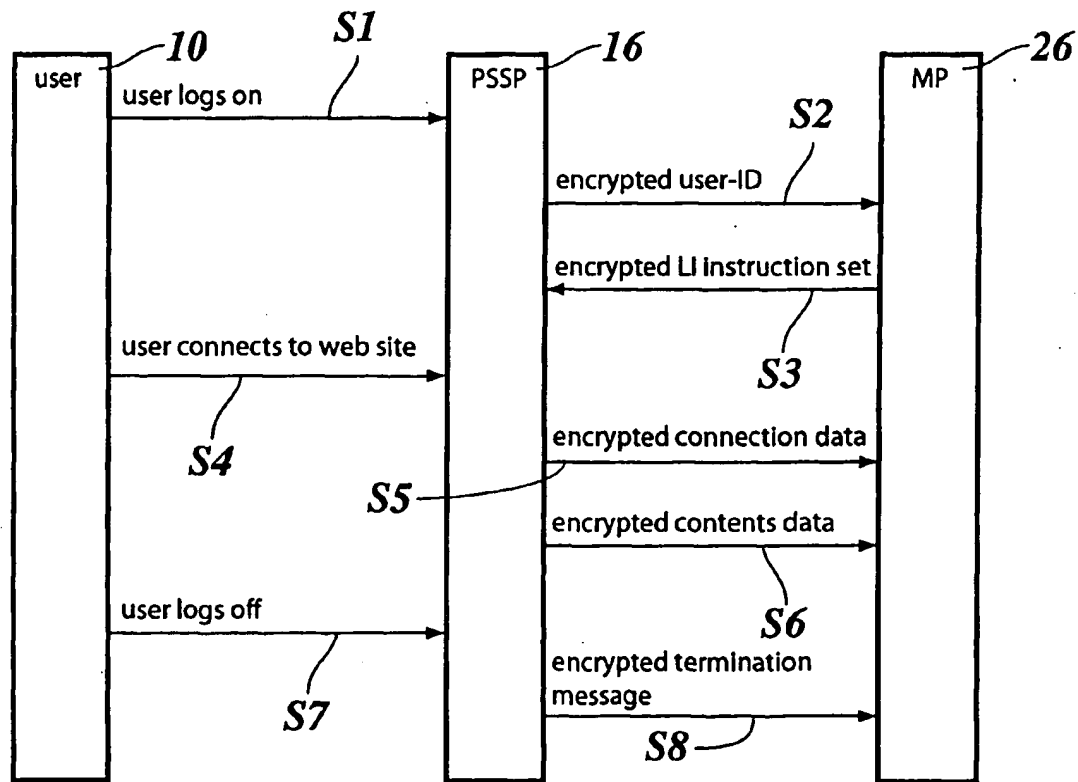 S1
10
16
26
user
PSSP
MP
user logs on
S2
encrypted user-ID
encrypted LI instruction set
S3
user connects to web site
S4
encrypted connection data
S5
encrypted contents data
S6
user logs off
S7
encrypted termination
message
S8